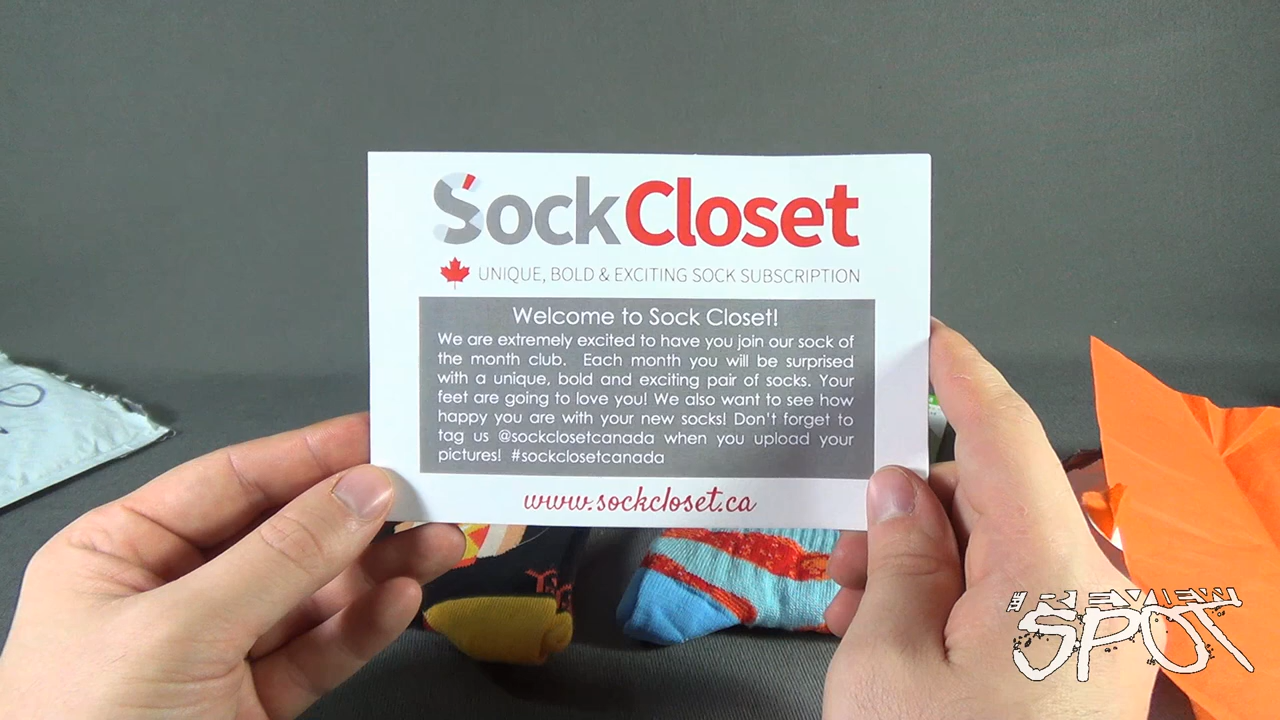 SockCloset
UNIQUE, BOLD & EXCITING SOCK SUBSCRIPTION
Welcome to Sock Closet!
We are extremely excited to have you join our sock of
the month club. Each month you will be surprised
with a unique, bold and exciting pair of socks. Your
feet are going to love you! We also want to see how
happy you are with your new socks! Don't forget to
tag us @sockclosetcanada when you upload your
pictures! #sockclosetcanada
www.sockcloset.ca
THE REVIEW
SPOT